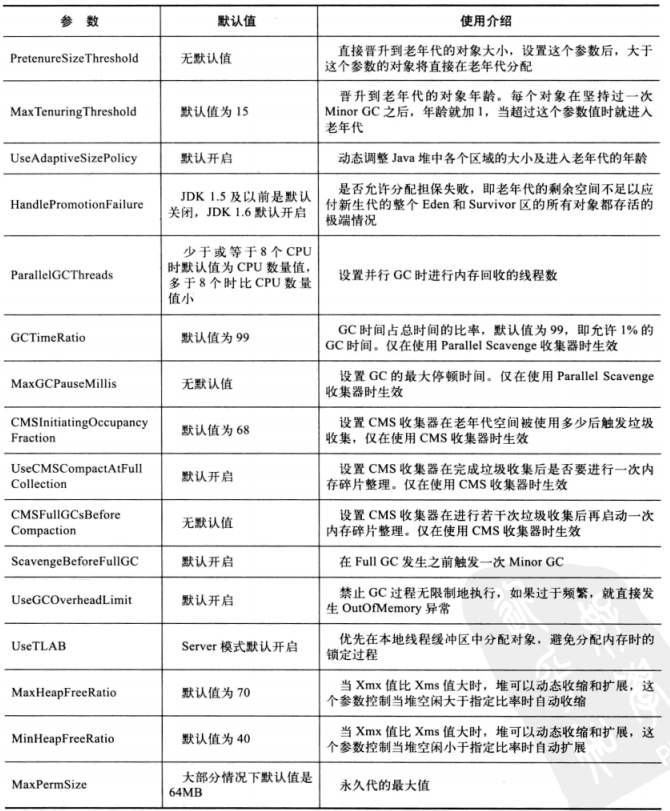 参 数 默认值 使用介绍
PretenureSizeThreshold 无默认值 直接晋升到老年代的对象大小，设置这个参数后，大于
这个参数的对象将直接在老年代分配
MaxTenuringThreshold 默认值为 15 晋升到老年代的对象年龄。每个对象在坚持过一次
Minor GC 之后，年龄就加 1，当超过这个参数值时就进入
老年代
UseAdaptiveSizePolicy 默认开启 动态调整 Java 堆中各个区域的大小及进入老年代的年龄
HandlePromotionFailure JDK 1.5 及以前是默认
关闭，JDK 1.6 默认开启
是否允许分配担保失败，即老年代的剩余空间不足以应
付新生代的整个 Eden 和 Survivor 区的所有对象都存活的
极端情况
ParallelGCThreads 少于或等于 8 个 CPU
时默认值为 CPU 数量值，
多于 8 个时比 CPU 数量
值小
设置并行 GC 时进行内存回收的线程数
GCTimeRatio 默认值为 99 GC 时间占总时间的比率，默认值为 99，即允许 1% 的
GC 时间。仅在使用 Parallel Scavenge 收集器时生效
MaxGCPauseMillis 无默认值 设置 GC 的最大停顿时间。仅在使用 Parallel Scavenge
收集器时生效
CMSInitiatingOccupancy
Fraction
默认值为 68
设置 CMS 收集器在老年代空间被使用多少后触发垃圾
收集，仅在使用 CMS 收集器时生效
UseCMSCompactAtFull
Collection
默认开启
设置 CMS 收集器在完成垃圾收集后是否要进行一次内
存碎片整理。仅在使用 CMS 收集器时生效
CMSFullGCsBefore
Compaction
无默认值
设置 CMS 收集器在进行若干次垃圾收集后再启动一次
内存碎片整理。仅在使用 CMS 收集器时生效
ScavengeBeforeFullGC 默认开启 在 Full GC 发生之前触发一次 Minor GC
UseGCOverheadLimit 默认开启 禁止 GC 过程无限制地执行，如果过于频繁，就直接发
生 OutOfMemory 异常
UseTLAB Server 模式默认开启 优先在本地线程缓冲区中分配对象，避免分配内存时的
锁定过程
MaxHeapFreeRatio 默认值为 70 当 Xmx 值比 Xms 值大时，堆可以动态收缩和扩展，这
个参数控制当堆空闲大于指定比率时自动收缩
MinHeapFreeRatio 默认值为 40 当 Xmx 值比 Xms 值大时，堆可以动态收缩和扩展，这
个参数控制当堆空闲小于指定比率时自动扩展
MaxPermSize 大部分情况下默认值是
64MB
永久代的最大值